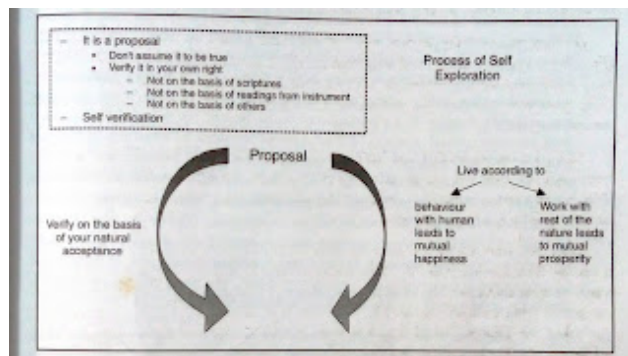 – It is a proposal
• Don't assume it to be true
• Verify it in your own right
– Not on the basis of scriptures
– Not on the basis of readings from instrument
– Not on the basis of others
– Self verification
Process of Self
Exploration
Proposal
Verify on the basis
of your natural
acceptance
Live according to
behaviour
with human
leads to
mutual
happiness
Work with
rest of the
nature leads
to mutual
prosperity